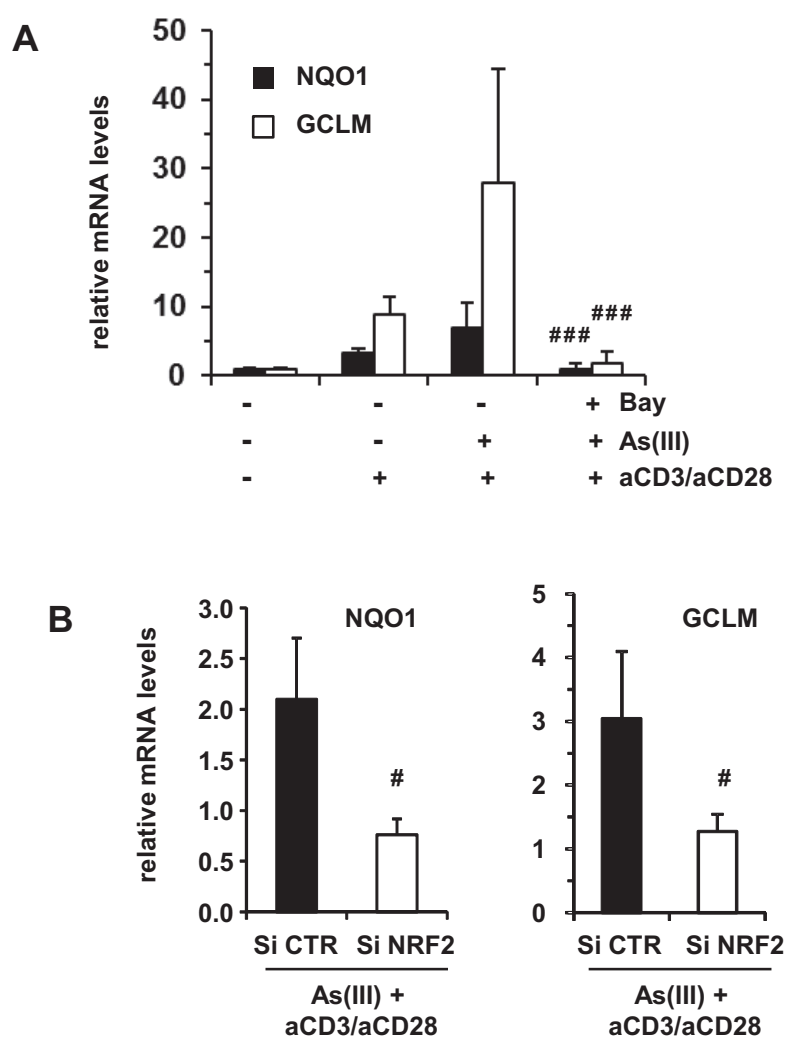 A
relative mRNA levels
50
40
30
20
10
0
NQO1
GCLM
###
###
- - - + Bay
- - + + As(III)
- + + + aCD3/aCD28
B
relative mRNA levels
3.0
2.5
2.0
1.5
1.0
0.5
0.0
NQO1
#
Si CTR Si NRF2
As(III) +
aCD3/aCD28
5
4
3
2
1
0
GCLM
#
Si CTR Si NRF2
As(III) +
aCD3/aCD28